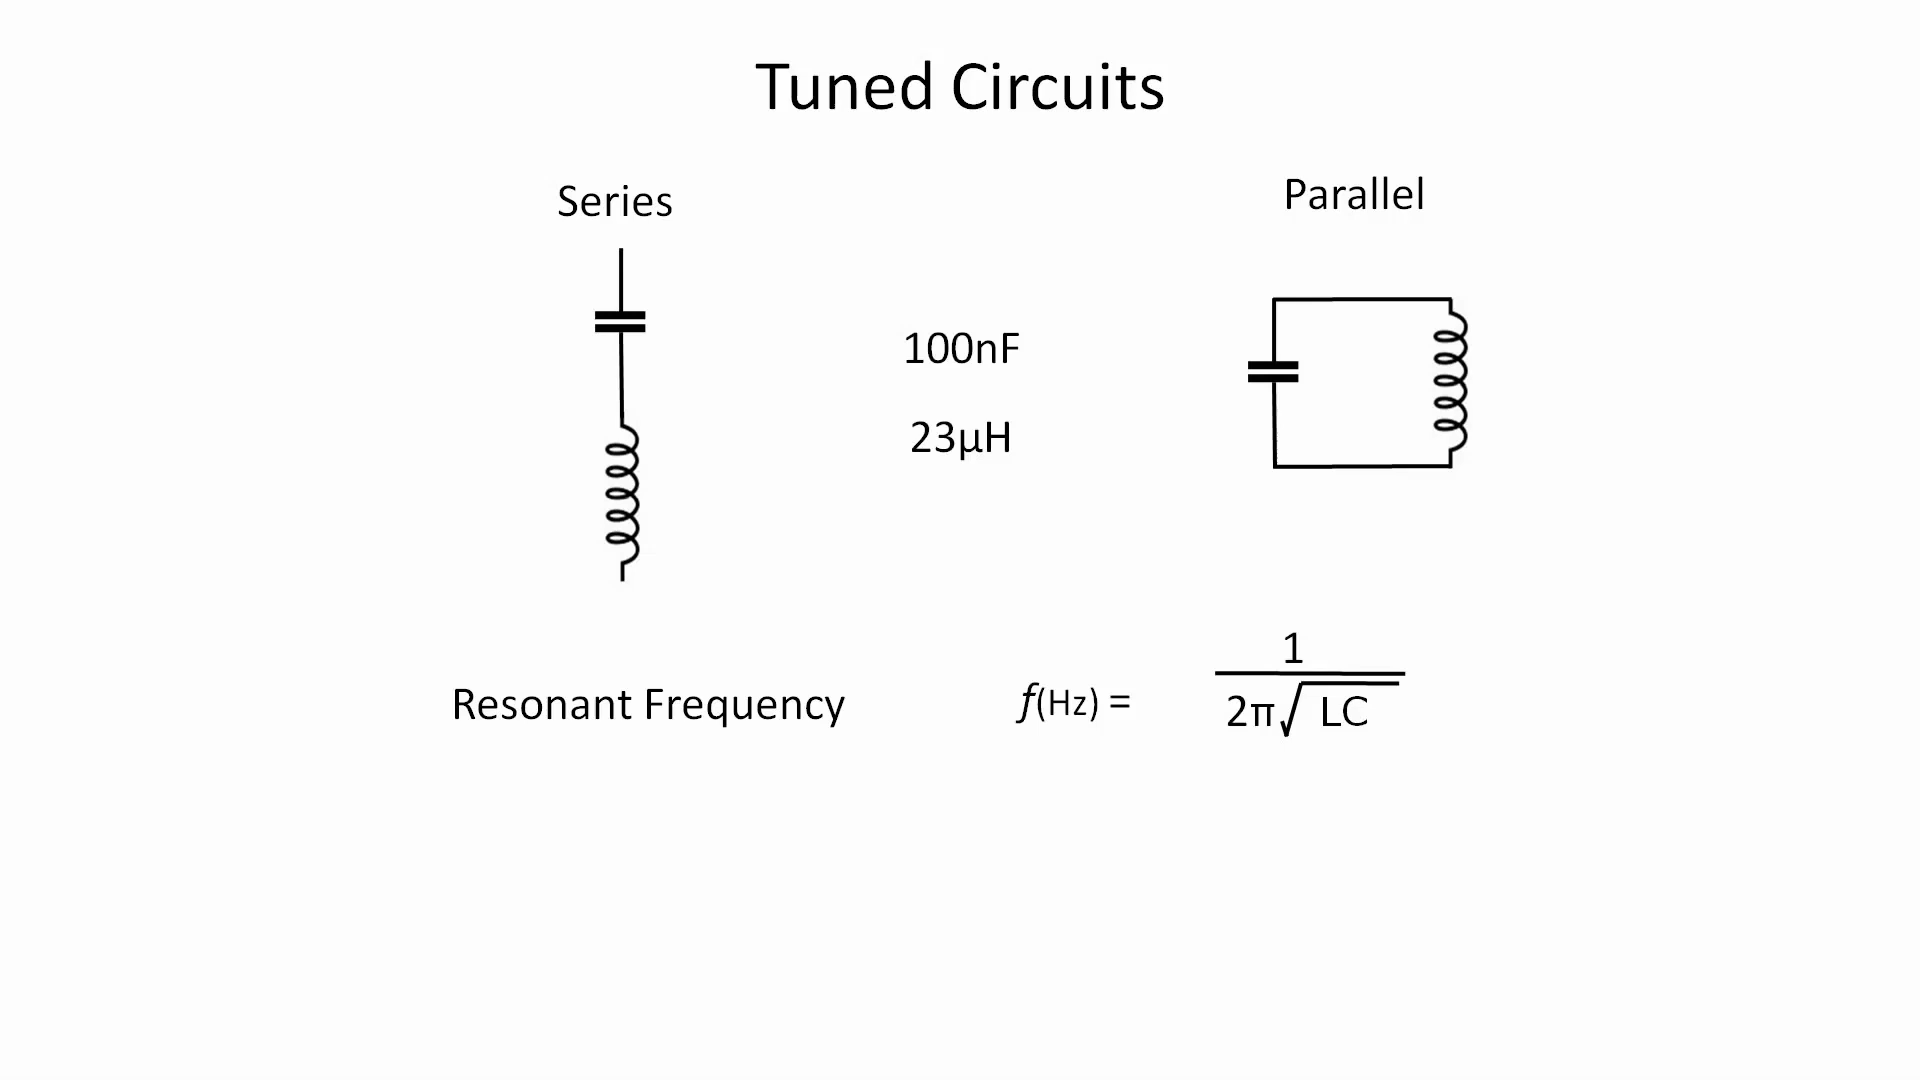 Tuned Circuits
Series
Parallel
100nF
23µH
Resonant Frequency
f(Hz) =
1
2π√ LC